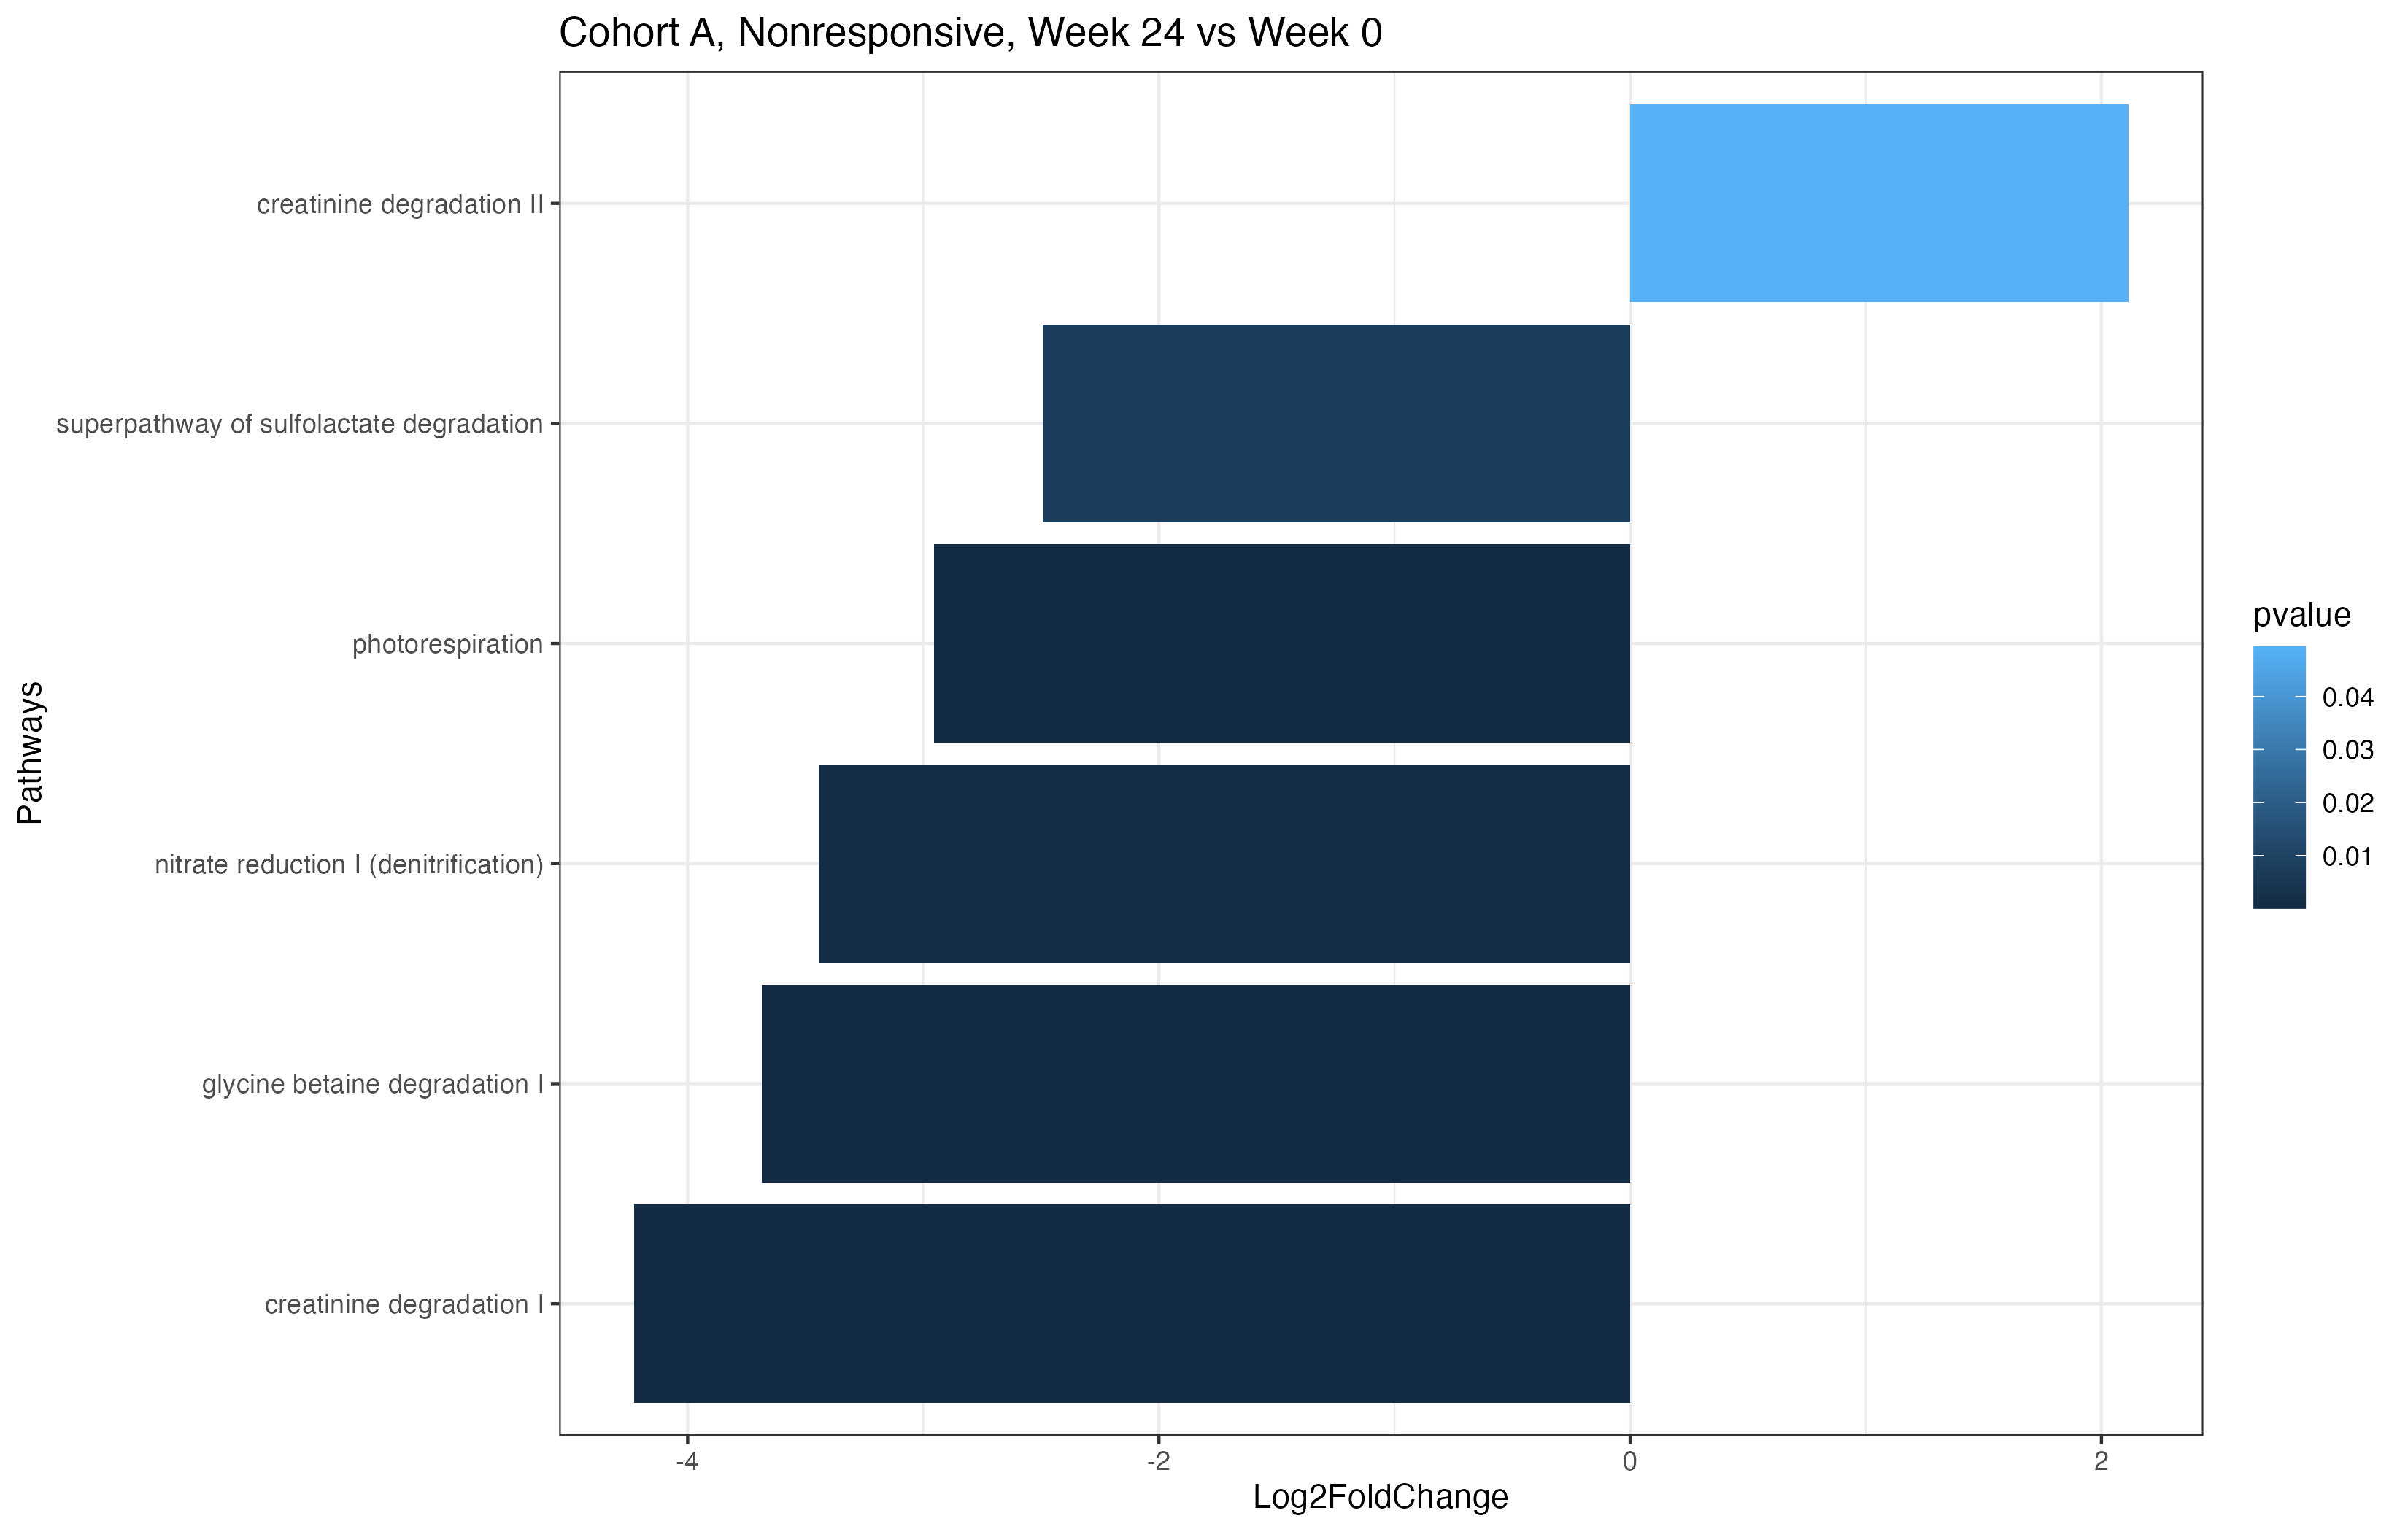 Cohort A, Nonresponsive, Week 24 vs Week 0
Pathways
creatinine degradation II
superpathway of sulfolactate degradation
photorespiration
nitrate reduction I (denitrification)
glycine betaine degradation I
creatinine degradation I
-4
-2
0
2
Log2FoldChange
pvalue
0.04
0.03
0.02
0.01